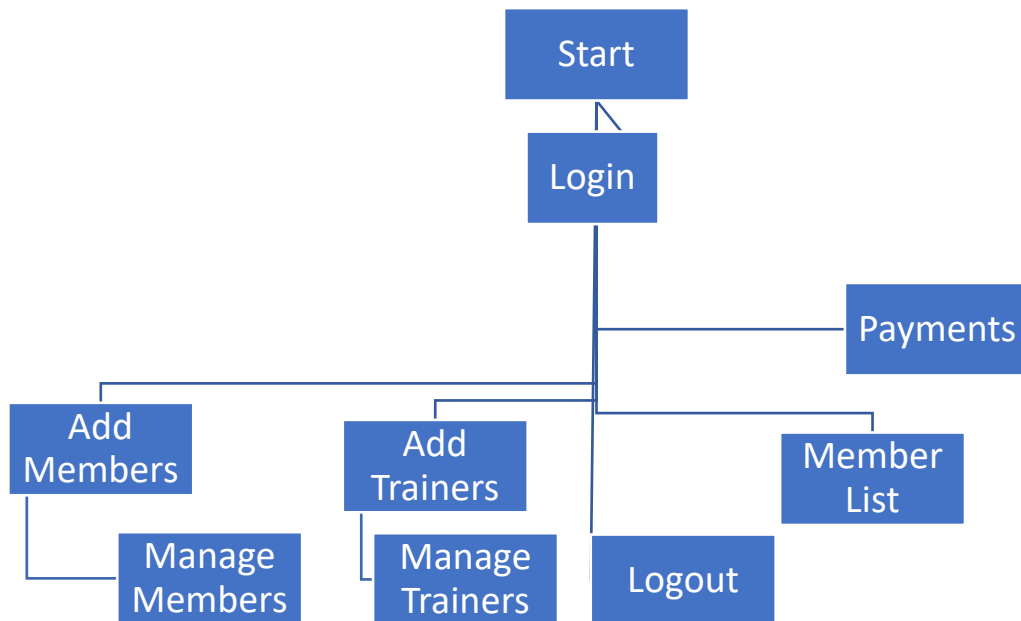 Start
Login
Payments
Add
Members
Add
Trainers
Member
List
Manage
Members
Manage
Trainers
Logout